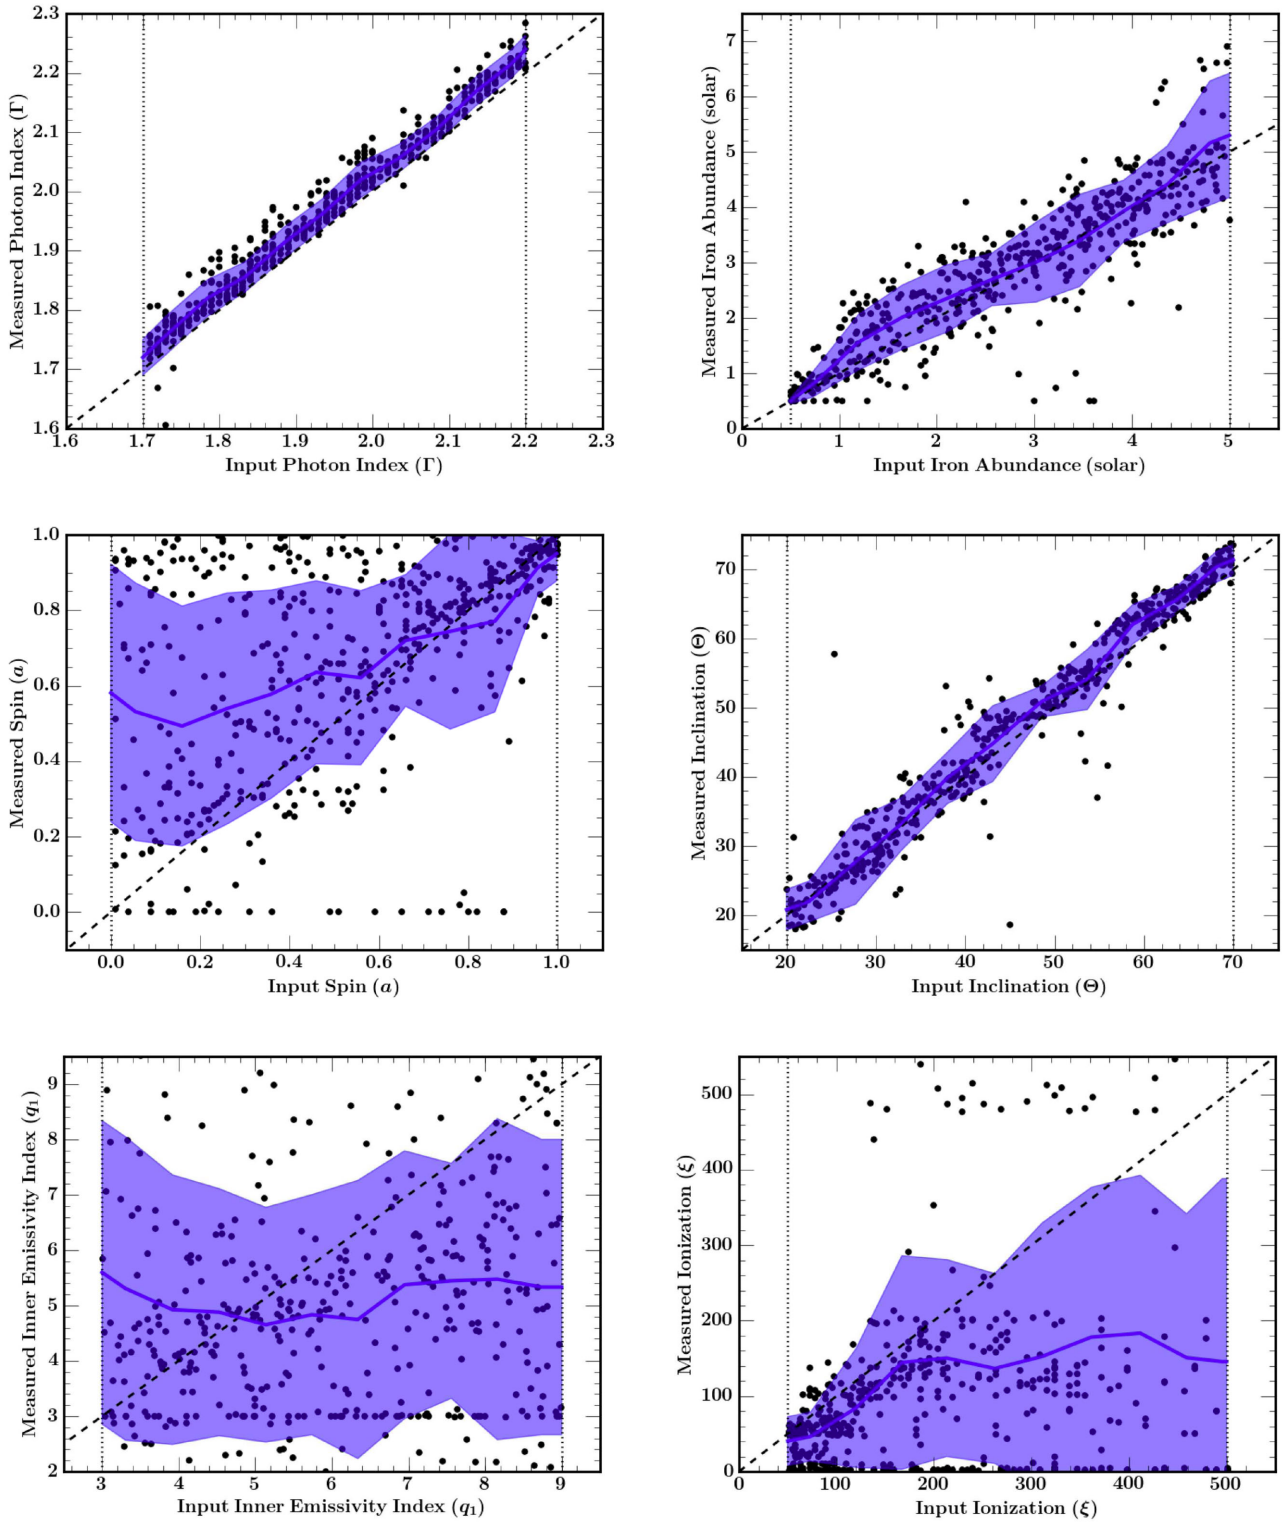 2.3
2.2
2.1
2.0
1.9
1.8
1.7
1.6
Measured Photon Index (Γ)
1.6 1.7 1.8 1.9 2.0 2.1 2.2 2.3
Input Photon Index (Γ)
7
6
5
4
3
2
1
0
Measured Iron Abundance (solar)
0 1 2 3 4 5
Input Iron Abundance (solar)
1.0
0.8
0.6
0.4
0.2
0.0
Measured Spin (a)
0.0 0.2 0.4 0.6 0.8 1.0
Input Spin (a)
70
60
50
40
30
20
Measured Inclination (Θ)
20 30 40 50 60 70
Input Inclination (Θ)
9
8
7
6
5
4
3
2
Measured Inner Emissivity Index (q₁)
3 4 5 6 7 8 9
Input Inner Emissivity Index (q₁)
500
400
300
200
100
0
Measured Ionization (ξ)
0 100 200 300 400 500
Input Ionization (ξ)